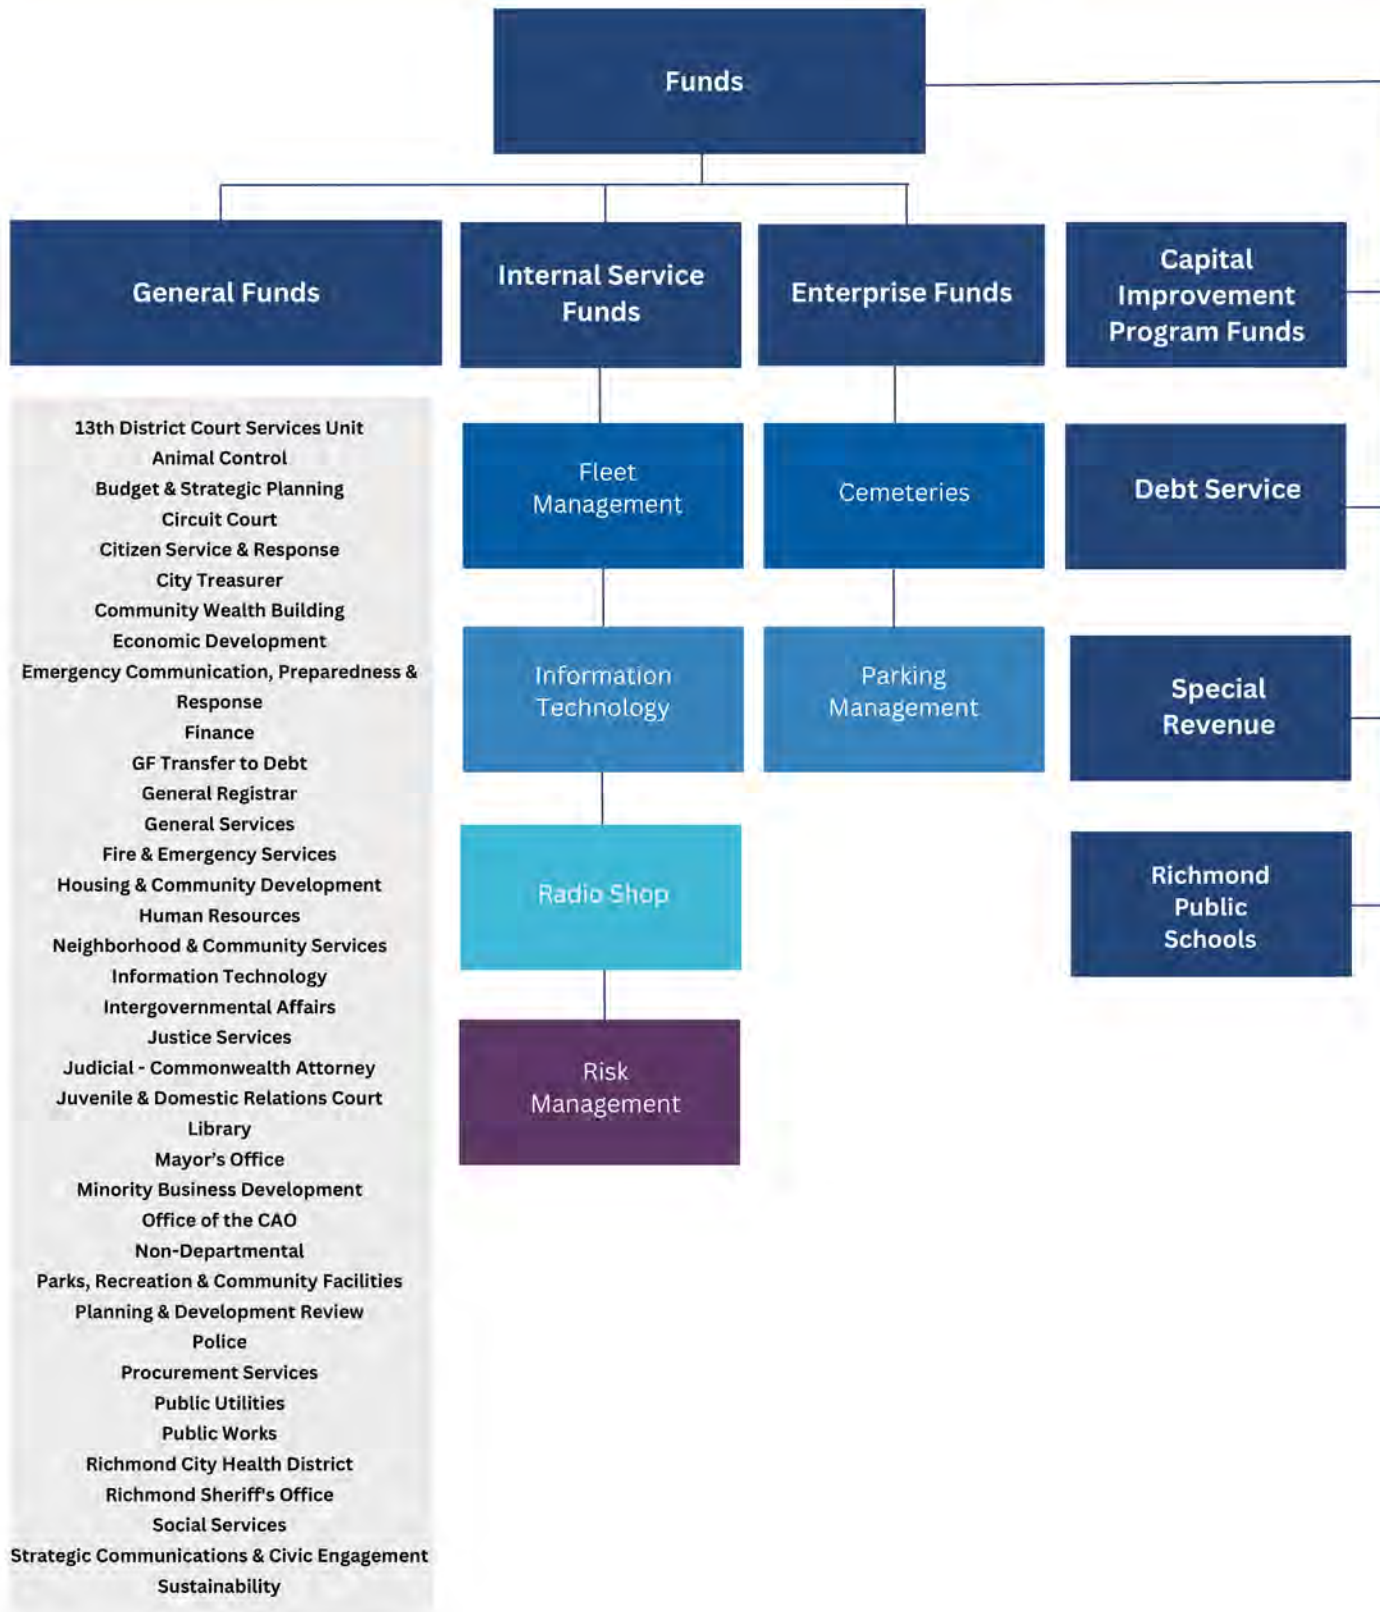 Funds
General Funds
Internal Service
Funds
Enterprise Funds
Capital
Improvement
Program Funds
13th District Court Services Unit
Animal Control
Budget & Strategic Planning
Circuit Court
Citizen Service & Response
City Treasurer
Community Wealth Building
Economic Development
Emergency Communication, Preparedness &
Response
Finance
GF Transfer to Debt
General Registrar
General Services
Fire & Emergency Services
Housing & Community Development
Human Resources
Neighborhood & Community Services
Information Technology
Intergovernmental Affairs
Justice Services
Judicial - Commonwealth Attorney
Juvenile & Domestic Relations Court
Library
Mayor’s Office
Minority Business Development
Office of the CAO
Non-Departmental
Parks, Recreation & Community Facilities
Planning & Development Review
Police
Procurement Services
Public Utilities
Public Works
Richmond City Health District
Richmond Sheriff's Office
Social Services
Strategic Communications & Civic Engagement
Sustainability
Fleet
Management
Information
Technology
Radio Shop
Risk
Management
Cemeteries
Parking
Management
Debt Service
Special
Revenue
Richmond
Public
Schools